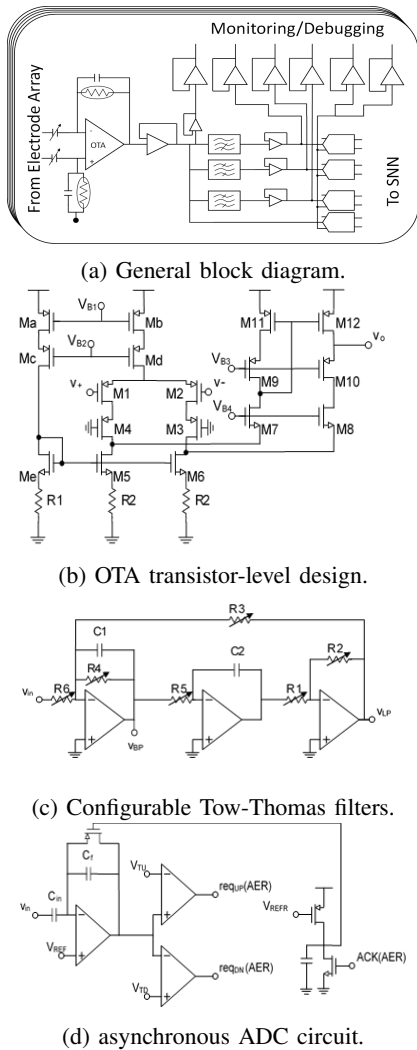 Monitoring/Debugging
From Electrode Array
-
OTA
+
To SNN
(a) General block diagram.
VB1
Ma
Mb
M11
M12
VB2
vo
Mc
Md
VB3
v+
M1
M2
v-
M9
M10
VB4
M4
M3
M7
M8
Me
M5
M6
R1
R2
R2
(b) OTA transistor-level design.
R3
C1
C2
R4
R2
vin
R6
R5
R1
-
-
-
+
+
+
vBP
vLP
(c) Configurable Tow-Thomas filters.
VTU
-
+
reqUP(AER)
Cf
Cin
vin
-
VREF
+
VREFR
-
+
reqDN(AER)
VTD
ACK(AER)
(d) asynchronous ADC circuit.